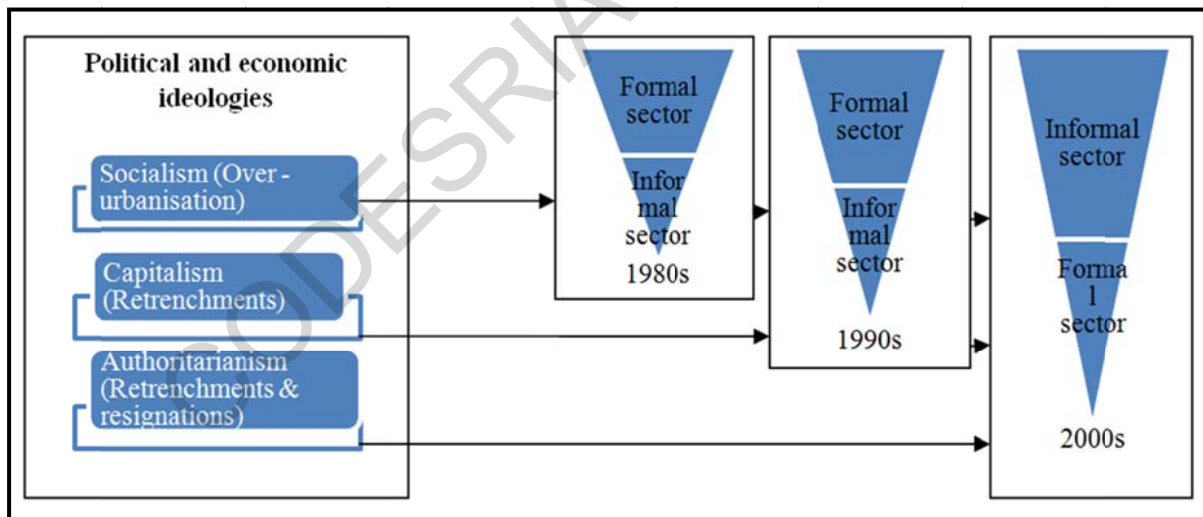 Political and economic
ideologies
Socialism (Over -
urbanisation)
Capitalism
(Retrenchments)
Authoritarianism
(Retrenchments &
resignations)
Formal
sector
Infor
mal
sector
1980s
Formal
sector
Infor
mal
sector
1990s
Informal
sector
Forma
l
sector
2000s
CODESRIA